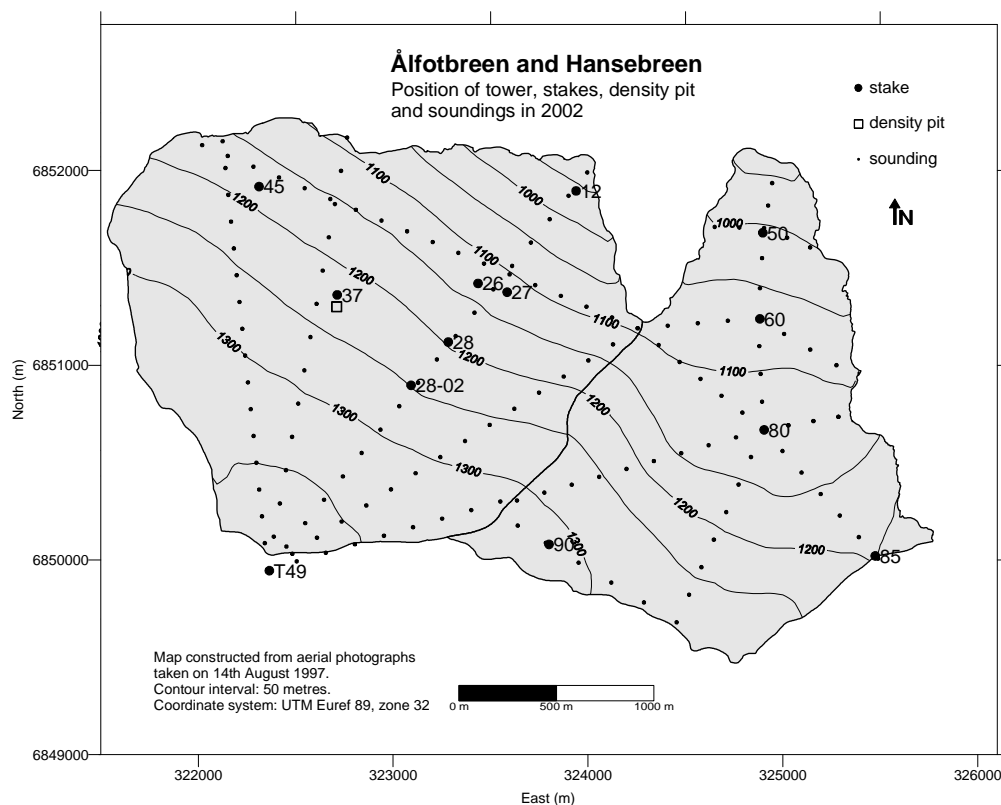 Ålfotbreen and Hansebreen
Position of tower, stakes, density pit
and soundings in 2002
stake
density pit
sounding
N
6852000
6851000
6850000
6849000
North (m)
45
12
50
37
26
27
60
28
28-02
80
90
85
T49
1100
1000
1200
1000
1100
1200
1100
1300
1200
1100
1200
1300
1300
1200
1300
1200
Map constructed from aerial photographs
taken on 14th August 1997.
Contour interval: 50 metres.
Coordinate system: UTM Euref 89, zone 32
0 m 500 m 1000 m
322000 323000 324000 325000 326000
East (m)